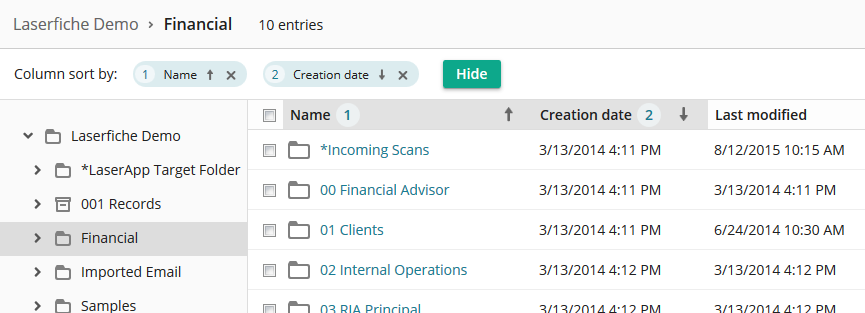 Laserfiche Demo › Financial 10 entries
Column sort by: 1 Name ↑ × 2 Creation date ↓ × Hide
Name 1 ↑ Creation date 2 ↓ Last modified
Laserfiche Demo
*LaserApp Target Folder
001 Records
Financial
Imported Email
Samples
*Incoming Scans 3/13/2014 4:11 PM 8/12/2015 10:15 AM
00 Financial Advisor 3/13/2014 4:11 PM 3/13/2014 4:11 PM
01 Clients 3/13/2014 4:11 PM 6/24/2014 10:30 AM
02 Internal Operations 3/13/2014 4:12 PM 3/13/2014 4:12 PM
03 RIA Principal 3/13/2014 4:12 PM 3/13/2014 4:12 PM